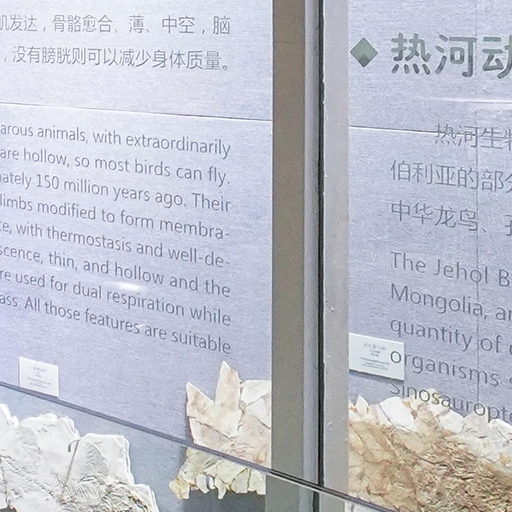 肌发达，骨骼愈合、薄、中空，脑
，没有膀胱则可以减少身体质量。
arous animals, with extraordinarily
are hollow, so most birds can fly.
ately 150 million years ago. Their
limbs modified to form membra-
e, with thermostasis and well-de-
scence, thin, and hollow and the
re used for dual respiration while
ass. All those features are suitable
热河动
热河生物
伯利亚的部分
中华龙鸟、孔
The Jehol B
Mongolia, an
quantity of
organisms s
Sinosauropte